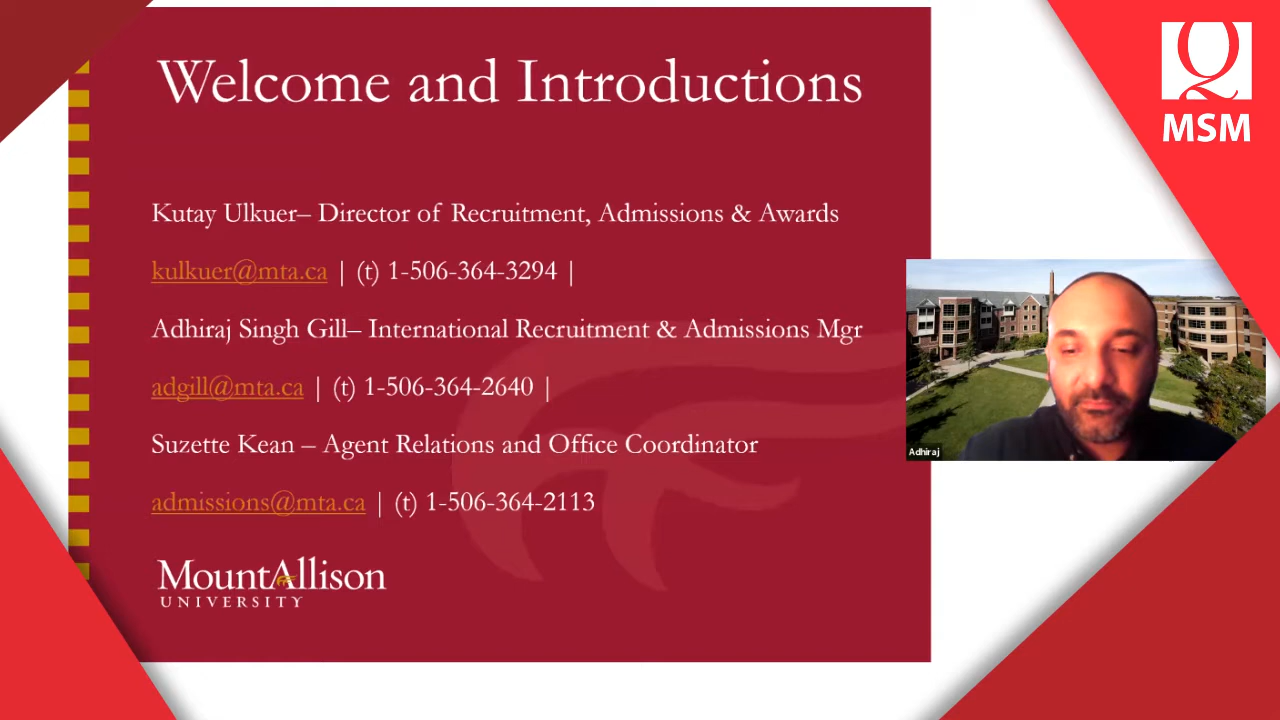 Welcome and Introductions
Kutay Ulkuer– Director of Recruitment, Admissions & Awards
kulkuer@mta.ca | (t) 1-506-364-3294 |
Adhiraj Singh Gill– International Recruitment & Admissions Mgr
adgill@mta.ca | (t) 1-506-364-2640 |
Suzette Kean – Agent Relations and Office Coordinator
admissions@mta.ca | (t) 1-506-364-2113
MountAllison
UNIVERSITY
MSM
Adhiraj